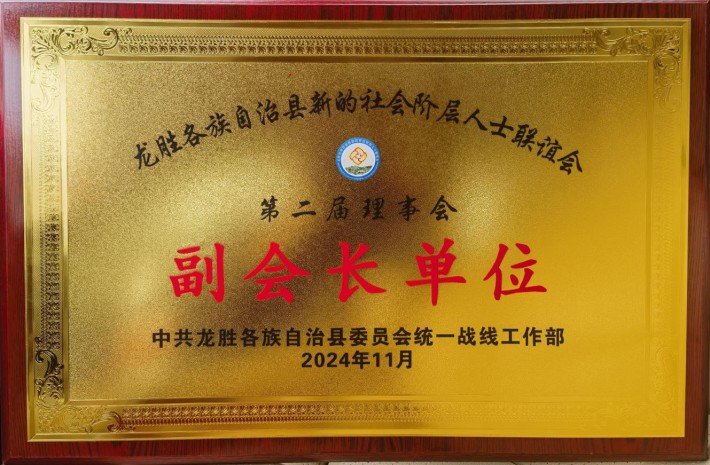 龙胜各族自治县新的社会阶层人士联谊会
第二届理事会
副会长单位
中共龙胜各族自治县委员会统一战线工作部
2024年11月